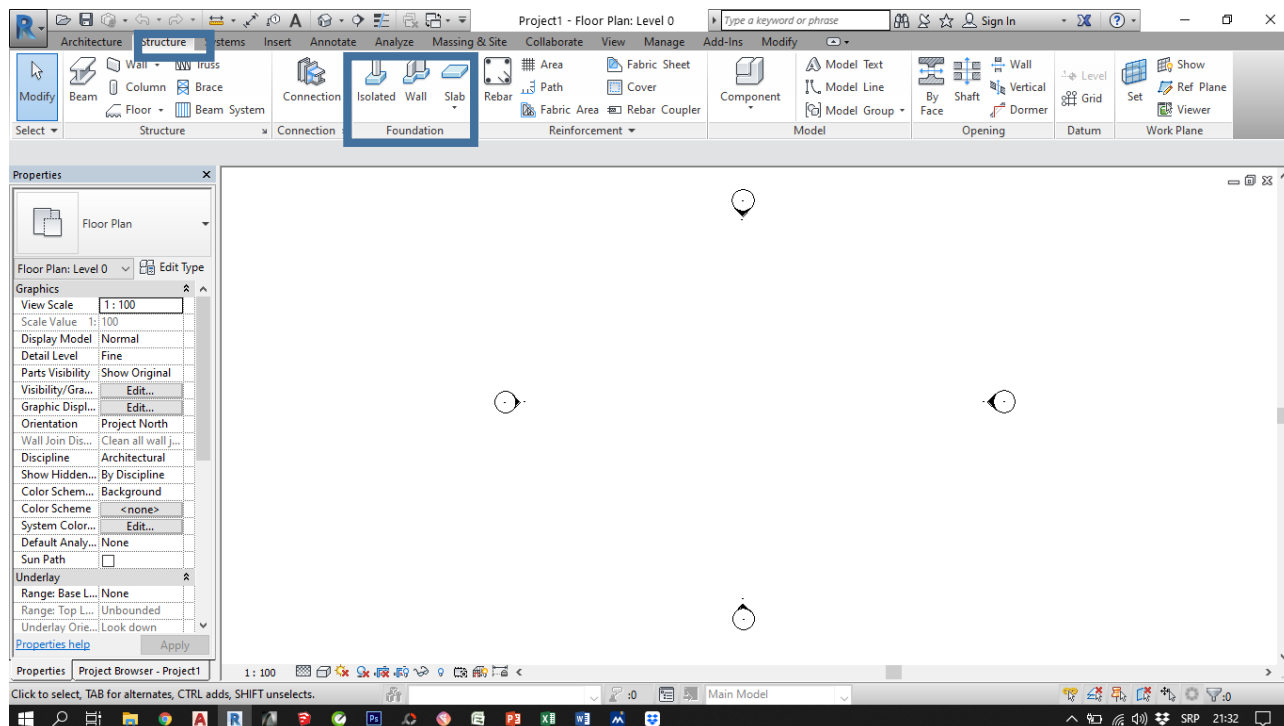 Project1 - Floor Plan: Level 0 Type a keyword or phrase Sign In
Architecture Structure Systems Insert Annotate Analyze Massing & Site Collaborate View Manage Add-Ins Modify
Wall Truss Area Fabric Sheet Model Text Wall Level Show
Modify Beam Column Brace Connection Isolated Wall Slab Rebar Path Cover Component Model Line By Face Shaft Vertical Grid Set Ref Plane
Floor Beam System Fabric Area Rebar Coupler Model Group Dormer Viewer
Select Structure Connection Foundation Reinforcement Model Opening Datum Work Plane
Properties
Floor Plan
Floor Plan: Level 0 Edit Type
Graphics
View Scale 1 : 100
Scale Value 1: 100
Display Model Normal
Detail Level Fine
Parts Visibility Show Original
Visibility/Gra... Edit...
Graphic Displ... Edit...
Orientation Project North
Wall Join Dis... Clean all wall j...
Discipline Architectural
Show Hidden... By Discipline
Color Schem... Background
Color Scheme <none>
System Color... Edit...
Default Analy... None
Sun Path
Underlay
Range: Base L... None
Range: Top L... Unbounded
Underlay Orie... Look down
Properties help Apply
Properties Project Browser - Project1 1 : 100
Click to select, TAB for alternates, CTRL adds, SHIFT unselects. :0 Main Model :0
SRP 21:32